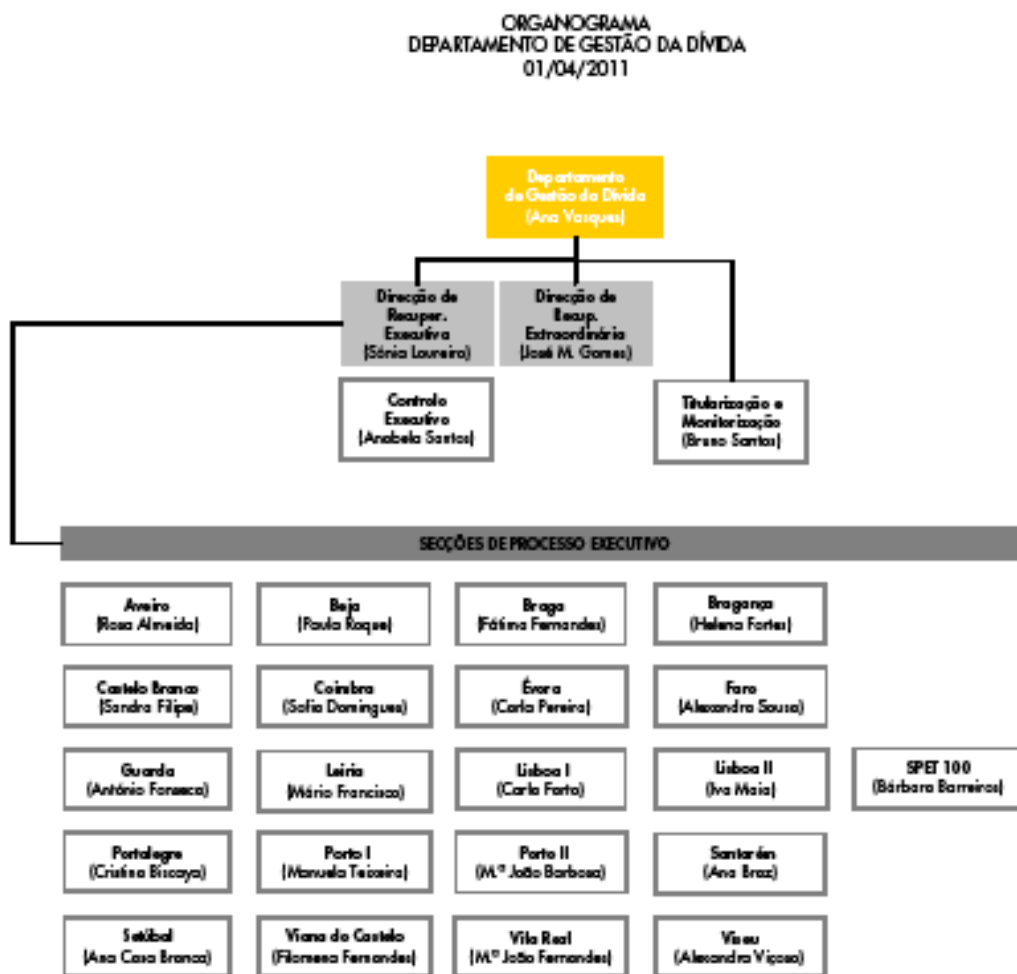 ORGANOGRAMA
DEPARTAMENTO DE GESTÃO DA DÍVIDA
01/04/2011
Departamento
de Gestão da Dívida
(Ana Vasques)
Direcção de
Recuper.
Executiva
(Sónia Loureiro)
Direcção de
Recup.
Extraordinária
(José M. Gomes)
Controlo
Executivo
(Anabela Santos)
Titularização e
Monitorização
(Bruno Santos)
SECÇÕES DE PROCESSO EXECUTIVO
Aveiro
(Rosa Almeida)
Beja
(Paula Roque)
Braga
(Fátima Fernandes)
Bragança
(Helena Fortes)
Castelo Branco
(Sandra Filipe)
Coimbra
(Sofia Domingues)
Évora
(Carla Pereira)
Faro
(Alexandra Sousa)
Guarda
(António Fonseca)
Leiria
(Mário Francisco)
Lisboa I
(Carla Forto)
Lisboa II
(Iva Maia)
SPET 100
(Bárbara Barreiros)
Portalegre
(Cristina Biscaya)
Porto I
(Manuela Teixeira)
Porto II
(M.ª João Barbosa)
Santarém
(Ana Braz)
Setúbal
(Ana Casa Branca)
Viana do Castelo
(Filomena Fernandes)
Vila Real
(M.ª João Fernandes)
Viseu
(Alexandra Viçoso)